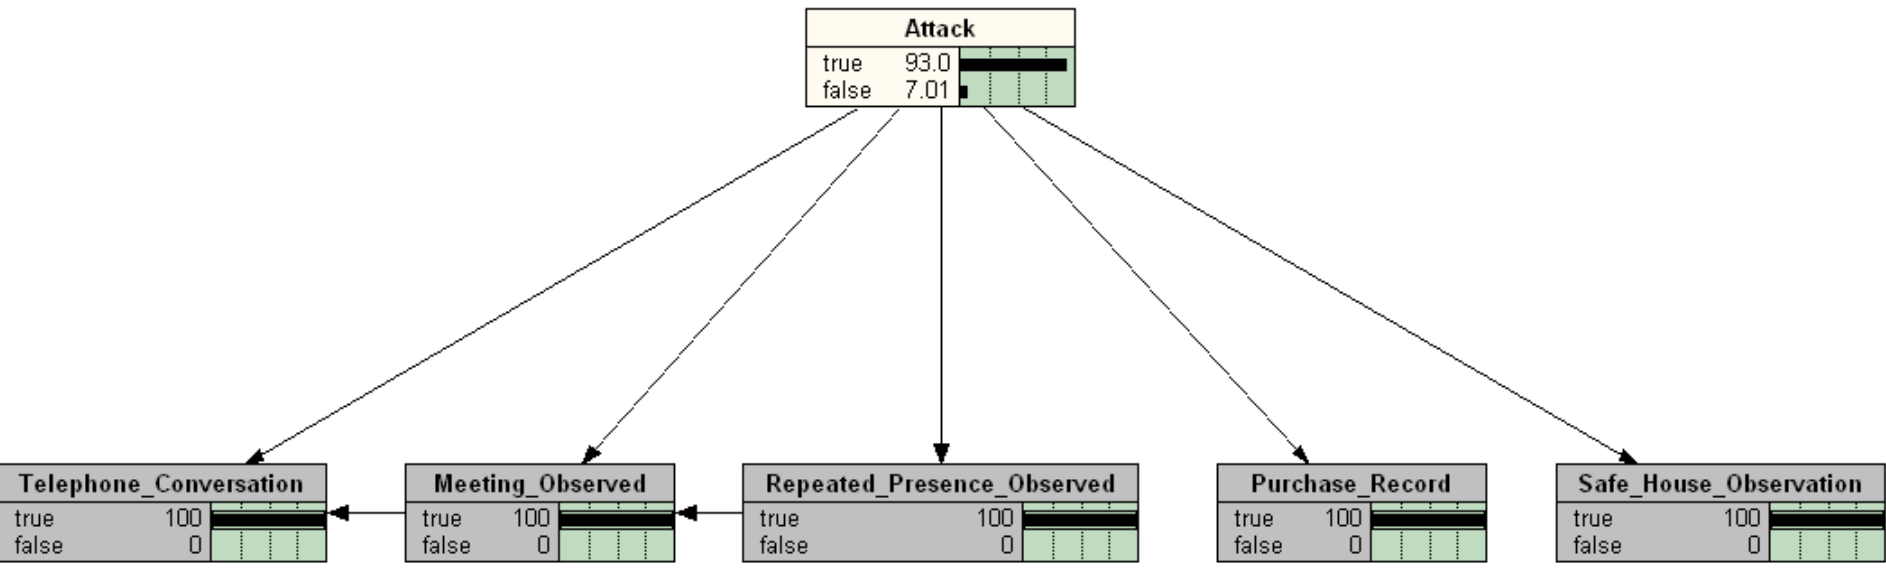 Attack
true 93.0
false 7.01
Telephone_Conversation
true 100
false 0
Meeting_Observed
true 100
false 0
Repeated_Presence_Observed
true 100
false 0
Purchase_Record
true 100
false 0
Safe_House_Observation
true 100
false 0